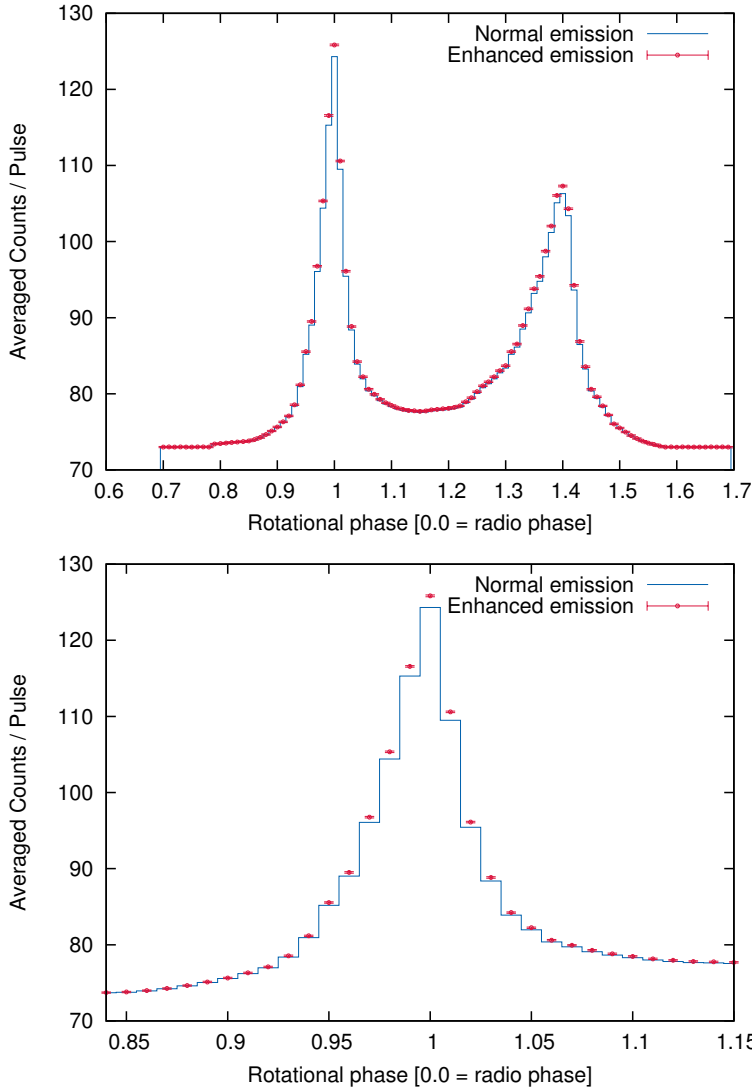 130
120
110
100
90
80
70
Averaged Counts / Pulse
Normal emission
Enhanced emission
0.6 0.7 0.8 0.9 1 1.1 1.2 1.3 1.4 1.5 1.6 1.7
Rotational phase [0.0 = radio phase]
130
120
110
100
90
80
70
Averaged Counts / Pulse
Normal emission
Enhanced emission
0.85 0.9 0.95 1 1.05 1.1 1.15
Rotational phase [0.0 = radio phase]